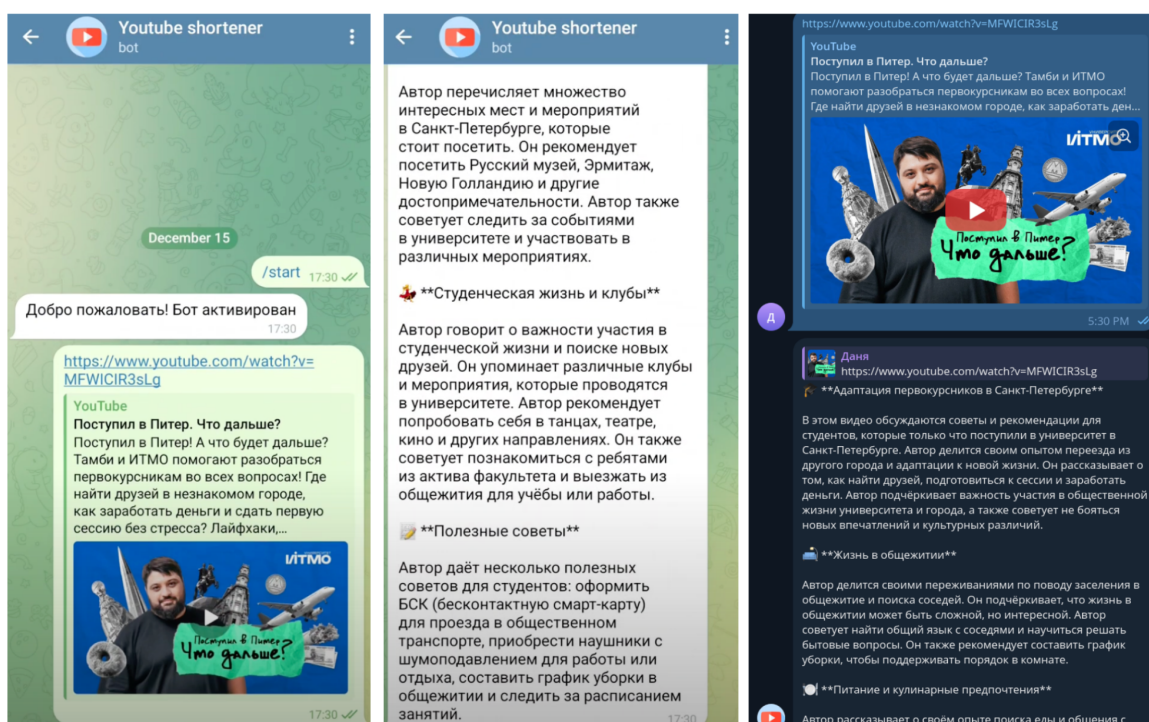 Youtube shortener
bot
December 15
/start 17:30
Добро пожаловать! Бот активирован
17:30
https://www.youtube.com/watch?v=
MFWICIR3sLg
YouTube
Поступил в Питер. Что дальше?
Поступил в Питер! А что будет дальше?
Тамби и ИТМО помогают разобраться
первокурсникам во всех вопросах! Где
найти друзей в незнакомом городе,
как заработать деньги и сдать первую
сессию без стресса? Лайфхаки,...
ИТМО
Поступил в Питер?
Что дальше?
17:30
Youtube shortener
bot
Автор перечисляет множество
интересных мест и мероприятий
в Санкт-Петербурге, которые
стоит посетить. Он рекомендует
посетить Русский музей, Эрмитаж,
Новую Голландию и другие
достопримечательности. Автор также
советует следить за событиями
в университете и участвовать в
различных мероприятиях.
💃 **Студенческая жизнь и клубы**
Автор говорит о важности участия в
студенческой жизни и поиске новых
друзей. Он упоминает различные клубы
и мероприятия, которые проводятся
в университете. Автор рекомендует
попробовать себя в танцах, театре,
кино и других направлениях. Он также
советует познакомиться с ребятами
из актива факультета и выезжать из
общежития для учёбы или работы.
📝 **Полезные советы**
Автор даёт несколько полезных
советов для студентов: оформить
БСК (бесконтактную смарт-карту)
для проезда в общественном
транспорте, приобрести наушники с
шумоподавлением для работы или
отдыха, составить график уборки в
общежитии и следить за расписанием
занятий.
17:30
https://www.youtube.com/watch?v=MFWICIR3sLg
YouTube
Поступил в Питер. Что дальше?
Поступил в Питер! А что будет дальше? Тамби и ИТМО
помогают разобраться первокурсникам во всех вопросах!
Где найти друзей в незнакомом городе, как заработать ден...
ИТМО
Поступил в Питер?
Что дальше?
Д
5:30 PM
Даня
https://www.youtube.com/watch?v=MFWICIR3sLg
🎓 **Адаптация первокурсников в Санкт-Петербурге**
В этом видео обсуждаются советы и рекомендации для
студентов, которые только что поступили в университет в
Санкт-Петербурге. Автор делится своим опытом переезда из
другого города и адаптации к новой жизни. Он рассказывает о
том, как найти друзей, подготовиться к сессии и заработать
деньги. Автор подчёркивает важность участия в общественной
жизни университета и города, а также советует не бояться
новых впечатлений и культурных различий.
🛋️ **Жизнь в общежитии**
Автор делится своими переживаниями по поводу заселения в
общежитие и поиска соседей. Он подчёркивает, что жизнь в
общежитии может быть сложной, но интересной. Автор
советует найти общий язык с соседями и научиться решать
бытовые вопросы. Он также рекомендует составить график
уборки, чтобы поддерживать порядок в комнате.
🍽️ **Питание и кулинарные предпочтения**
Автор рассказывает о своём опыте поиска еды и общения с